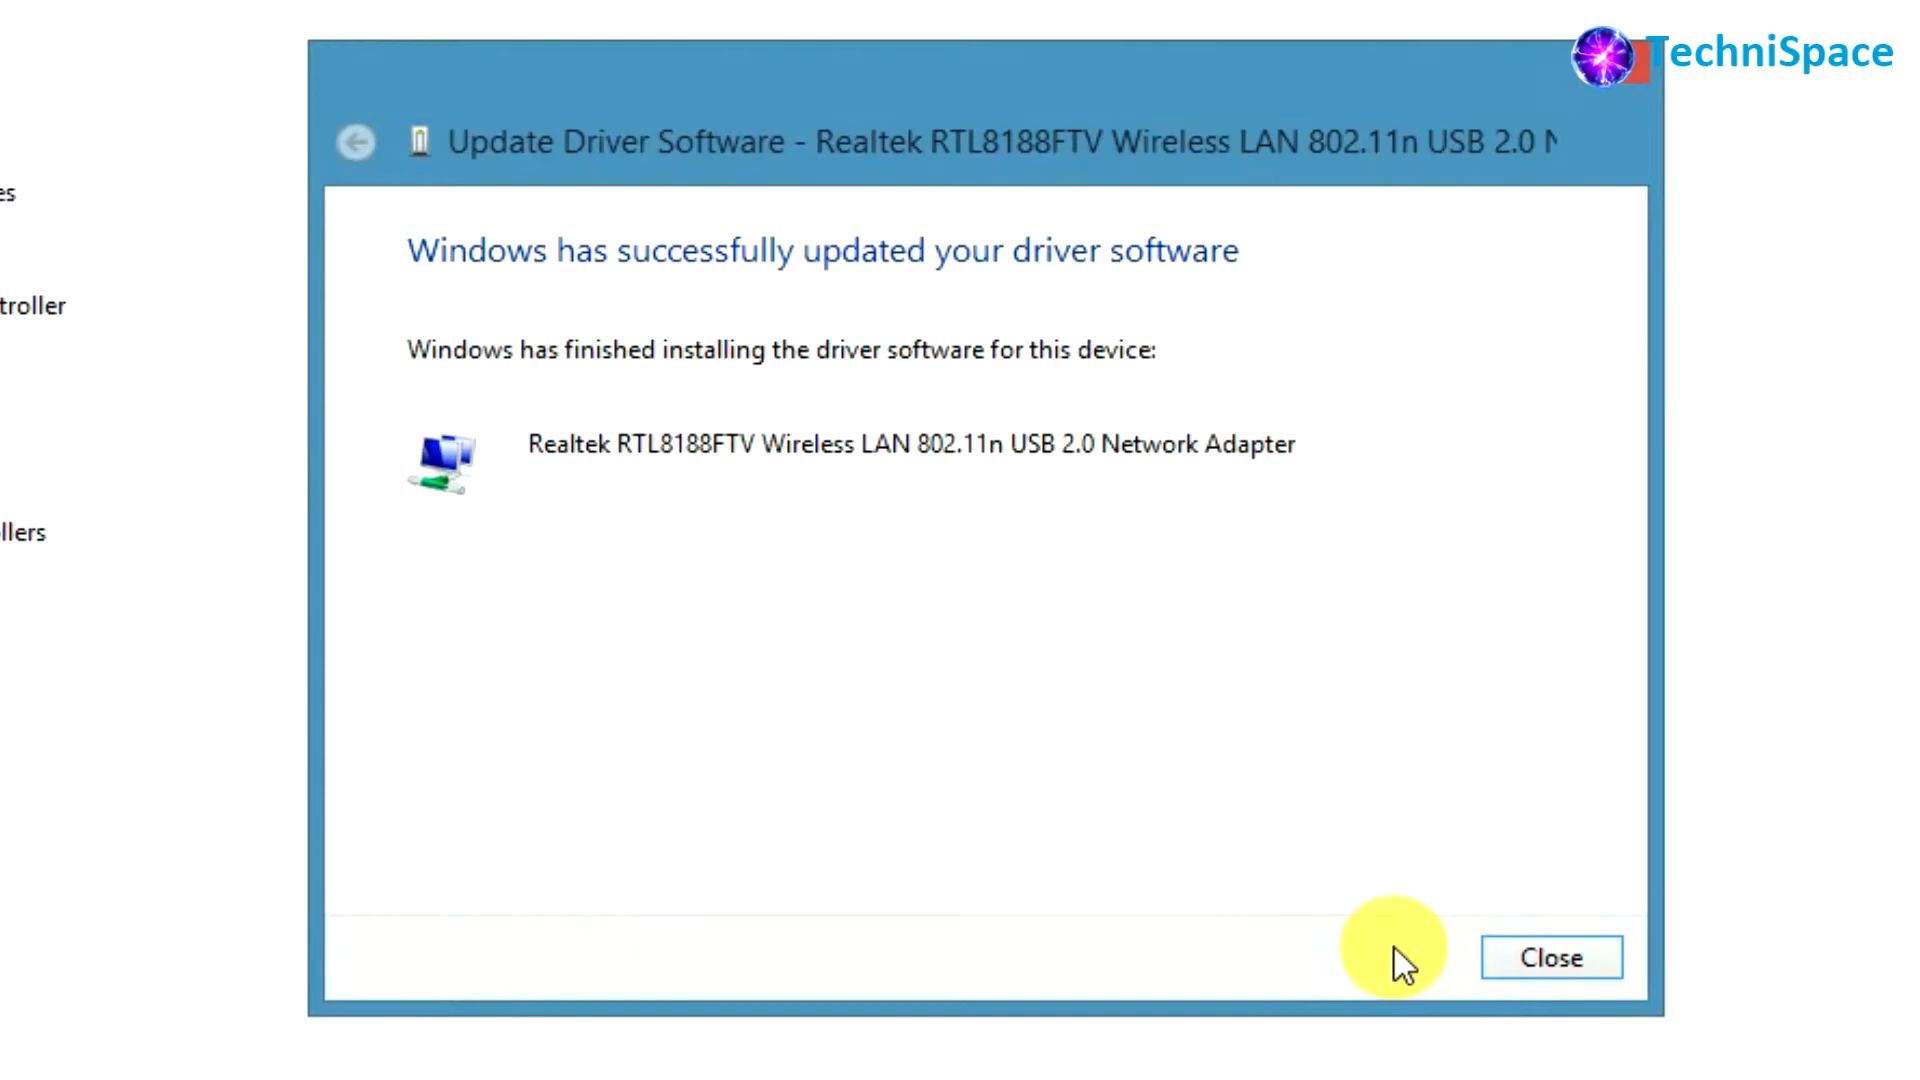 TechniSpace
Update Driver Software - Realtek RTL8188FTV Wireless LAN 802.11n USB 2.0 N
es
Windows has successfully updated your driver software
troller
Windows has finished installing the driver software for this device:
Realtek RTL8188FTV Wireless LAN 802.11n USB 2.0 Network Adapter
llers
Close